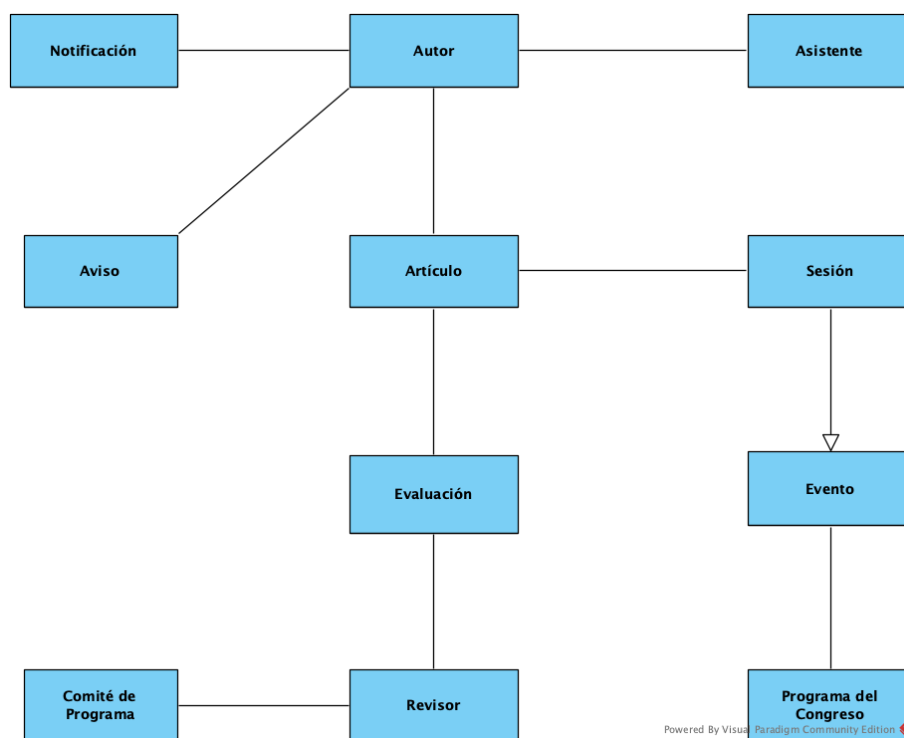 Notificación
Autor
Asistente
Aviso
Artículo
Sesión
Evaluación
Evento
Comité de
Programa
Revisor
Programa del
Congreso
Powered By Visual Paradigm Community Edition